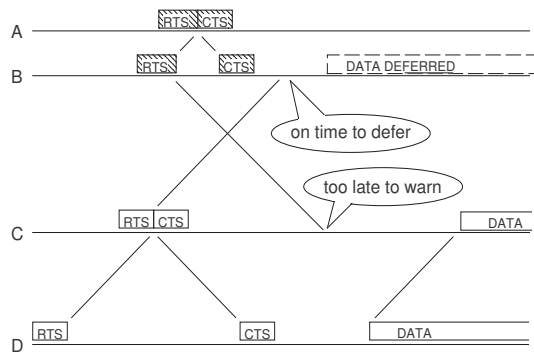 RTS CTS
A
RTS CTS DATA DEFERRED
B
on time to defer
too late to warn
RTS CTS DATA
C
RTS CTS DATA
D